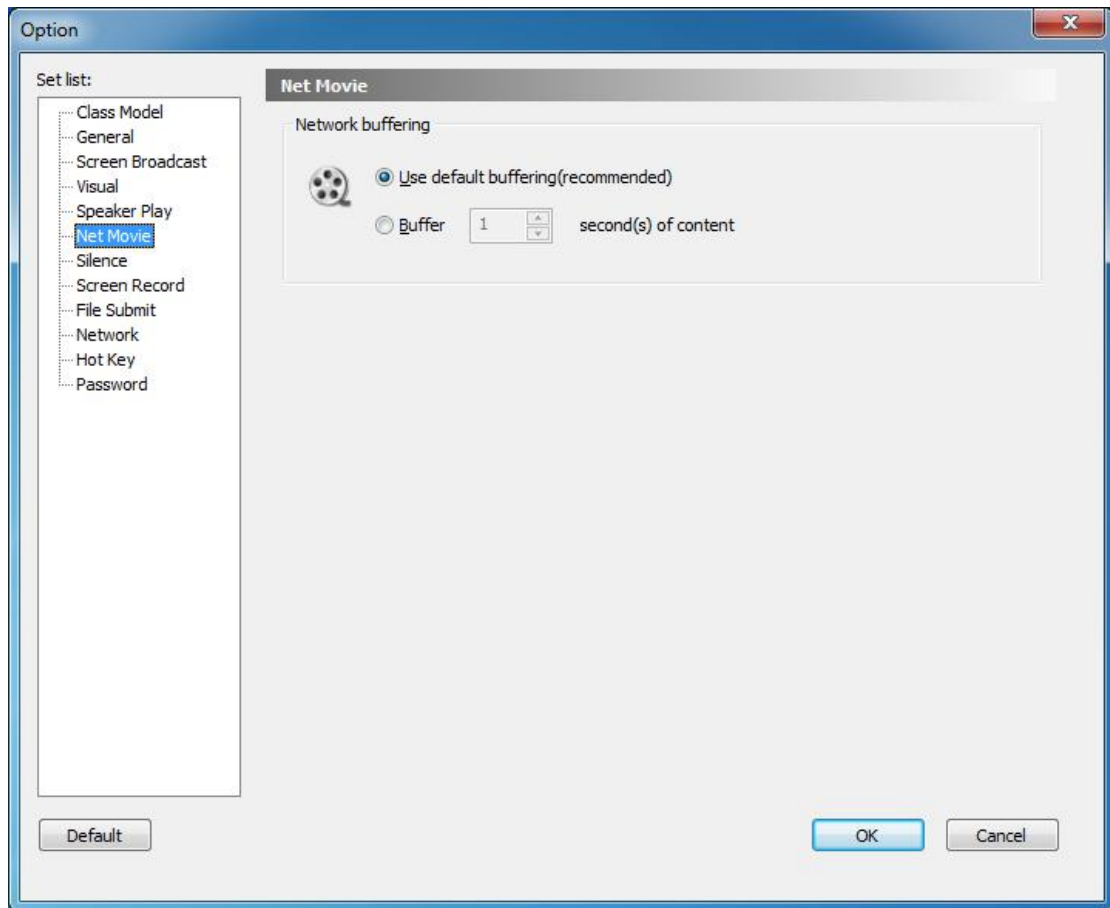 Option
Set list:
Class Model
General
Screen Broadcast
Visual
Speaker Play
Net Movie
Silence
Screen Record
File Submit
Network
Hot Key
Password
Net Movie
Network buffering
Use default buffering(recommended)
Buffer 1 second(s) of content
Default OK Cancel